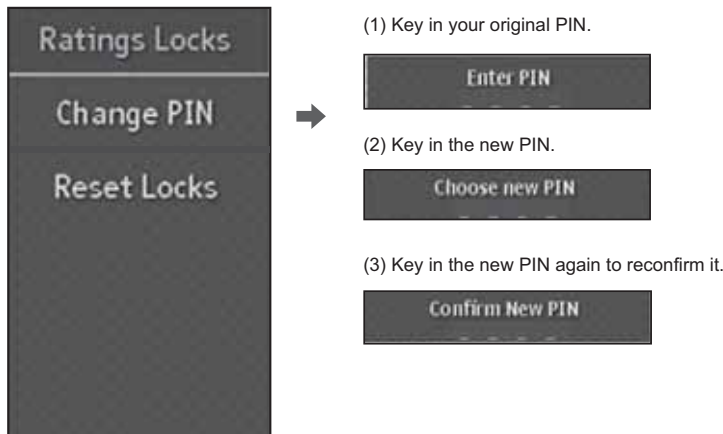 Ratings Locks
Change PIN
Reset Locks
(1) Key in your original PIN.
Enter PIN
(2) Key in the new PIN.
Choose new PIN
(3) Key in the new PIN again to reconfirm it.
Confirm New PIN